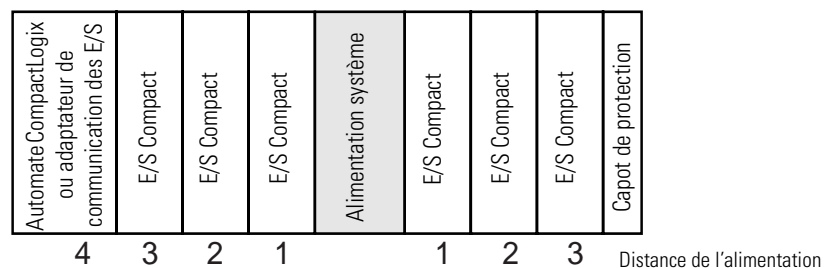 Automate CompactLogix
ou adaptateur de
communication des E/S
E/S Compact
E/S Compact
E/S Compact
Alimentation système
E/S Compact
E/S Compact
E/S Compact
Capot de protection
4 3 2 1 1 2 3 Distance de l'alimentation